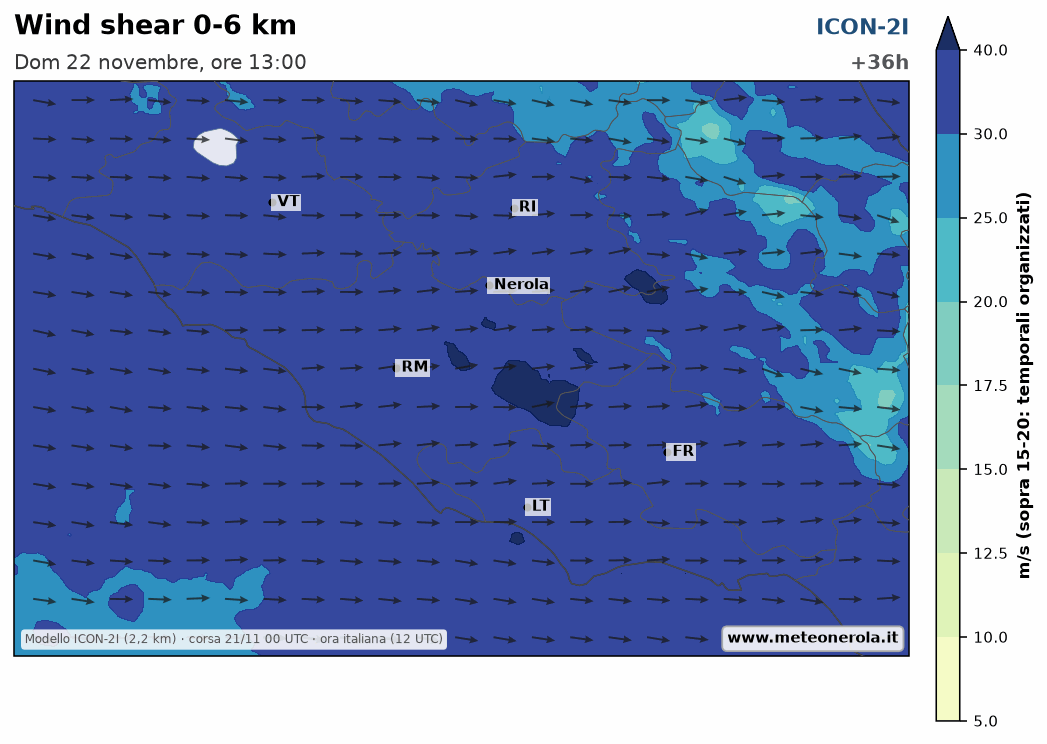 Wind shear 0-6 km
ICON-2I
Dom 22 novembre, ore 13:00
+36h
VT
RI
Nerola
RM
FR
LT
Modello ICON-2I (2,2 km) · corsa 21/11 00 UTC · ora italiana (12 UTC)
www.meteonerola.it
40.0
30.0
25.0
20.0
17.5
15.0
12.5
10.0
5.0
m/s (sopra 15-20: temporali organizzati)